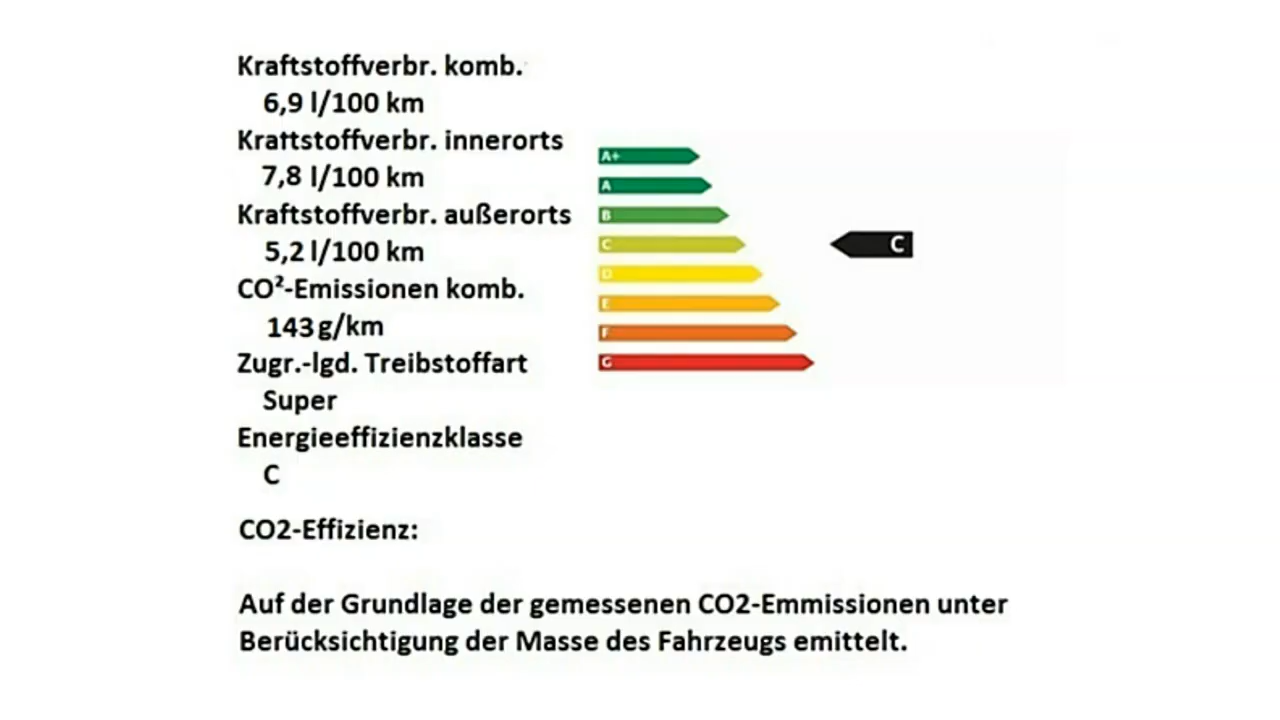 Kraftstoffverbr. komb.
6,9 l/100 km
Krattstoffverbr. innerorts
7,8 l/100 km
Kraftstoffverbr. außerorts
5,2 l/100 km
CO²-Emissionen komb.
143 g/km
Zugr.-lgd. Treibstoffart
Super
Energieeffizienzklasse
C
A+
A
B
C
D
E
F
G
C
CO2-Effizienz:
Auf der Grundlage der gemessenen CO2-Emmissionen unter
Berücksichtigung der Masse des Fahrzeugs emittelt.